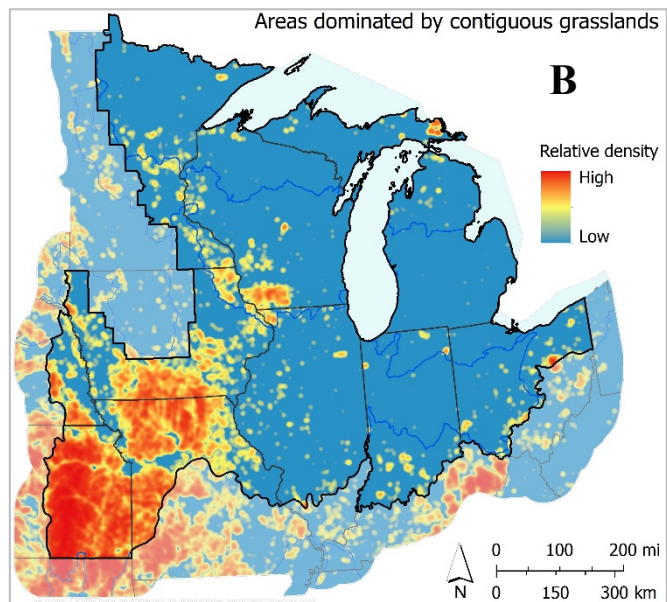 Areas dominated by contiguous grasslands
B
Relative density
High
Low
0 100 200 mi
0 150 300 km